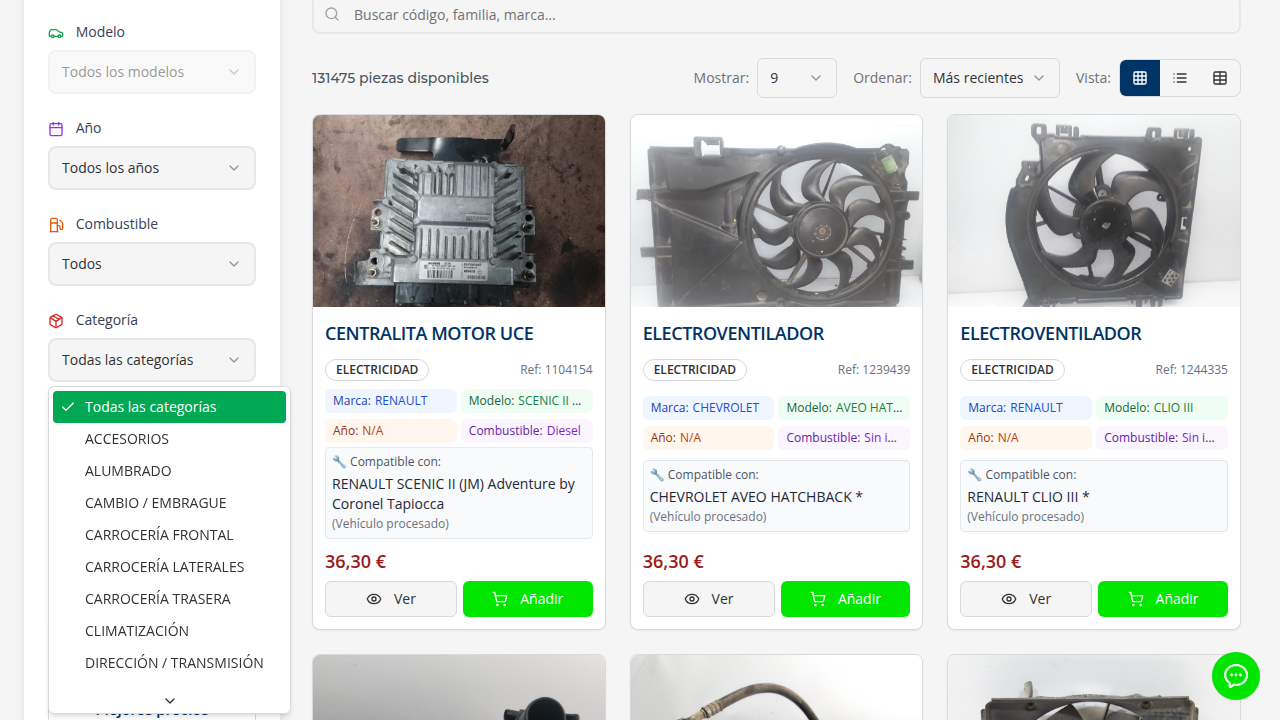 Modelo
Todos los modelos
Año
Todos los años
Combustible
Todos
Categoría
Todas las categorías
Todas las categorías
ACCESORIOS
ALUMBRADO
CAMBIO / EMBRAGUE
CARROCERÍA FRONTAL
CARROCERÍA LATERALES
CARROCERÍA TRASERA
CLIMATIZACIÓN
DIRECCIÓN / TRANSMISIÓN
Buscar código, familia, marca...
131475 piezas disponibles
Mostrar: 9 Ordenar: Más recientes Vista:
CENTRALITA MOTOR UCE
ELECTRICIDAD Ref: 1104154
Marca: RENAULT Modelo: SCENIC II ...
Año: N/A Combustible: Diesel
Compatible con:
RENAULT SCENIC II (JM) Adventure by
Coronel Tapiocca
(Vehículo procesado)
36,30 €
Ver Añadir
ELECTROVENTILADOR
ELECTRICIDAD Ref: 1239439
Marca: CHEVROLET Modelo: AVEO HAT...
Año: N/A Combustible: Sin i...
Compatible con:
CHEVROLET AVEO HATCHBACK *
(Vehículo procesado)
36,30 €
Ver Añadir
ELECTROVENTILADOR
ELECTRICIDAD Ref: 1244335
Marca: RENAULT Modelo: CLIO III
Año: N/A Combustible: Sin i...
Compatible con:
RENAULT CLIO III *
(Vehículo procesado)
36,30 €
Ver Añadir